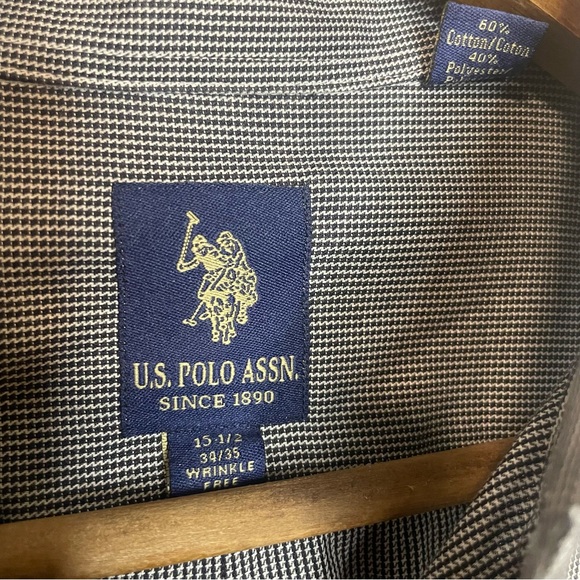 60%
Cotton/Coton
40%
Polyester
U.S. POLO ASSN.
SINCE 1890
15 1/2
34/35
WRINKLE
FREE